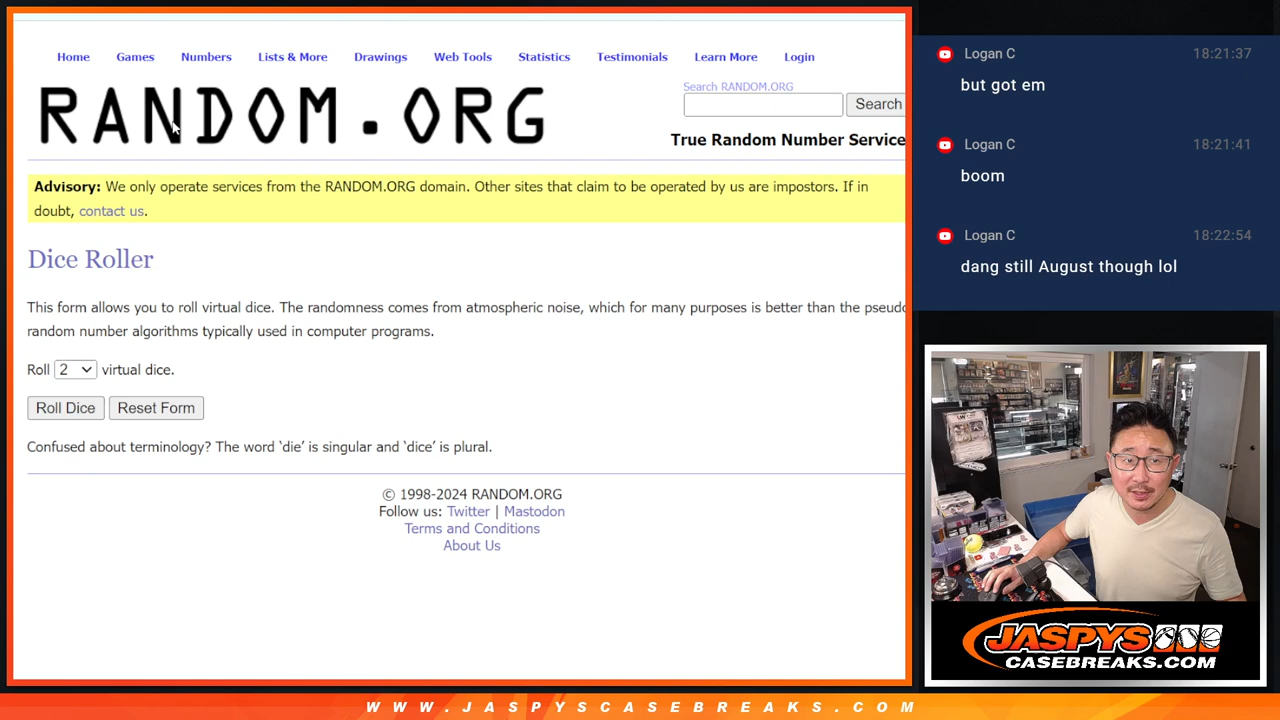 Home Games Numbers Lists & More Drawings Web Tools Statistics Testimonials Learn More Login
RANDOM.ORG
Search RANDOM.ORG
Search
True Random Number Service
Advisory: We only operate services from the RANDOM.ORG domain. Other sites that claim to be operated by us are impostors. If in
doubt, contact us.
Dice Roller
This form allows you to roll virtual dice. The randomness comes from atmospheric noise, which for many purposes is better than the pseudo
random number algorithms typically used in computer programs.
Roll 2 virtual dice.
Roll Dice Reset Form
Confused about terminology? The word ‘die’ is singular and ‘dice’ is plural.
© 1998-2024 RANDOM.ORG
Follow us: Twitter | Mastodon
Terms and Conditions
About Us
Logan C 18:21:37
but got em
Logan C 18:21:41
boom
Logan C 18:22:54
dang still August though lol
JASPYS
CASEBREAKS.COM
WWW.JASPYSCASEBREAKS.COM